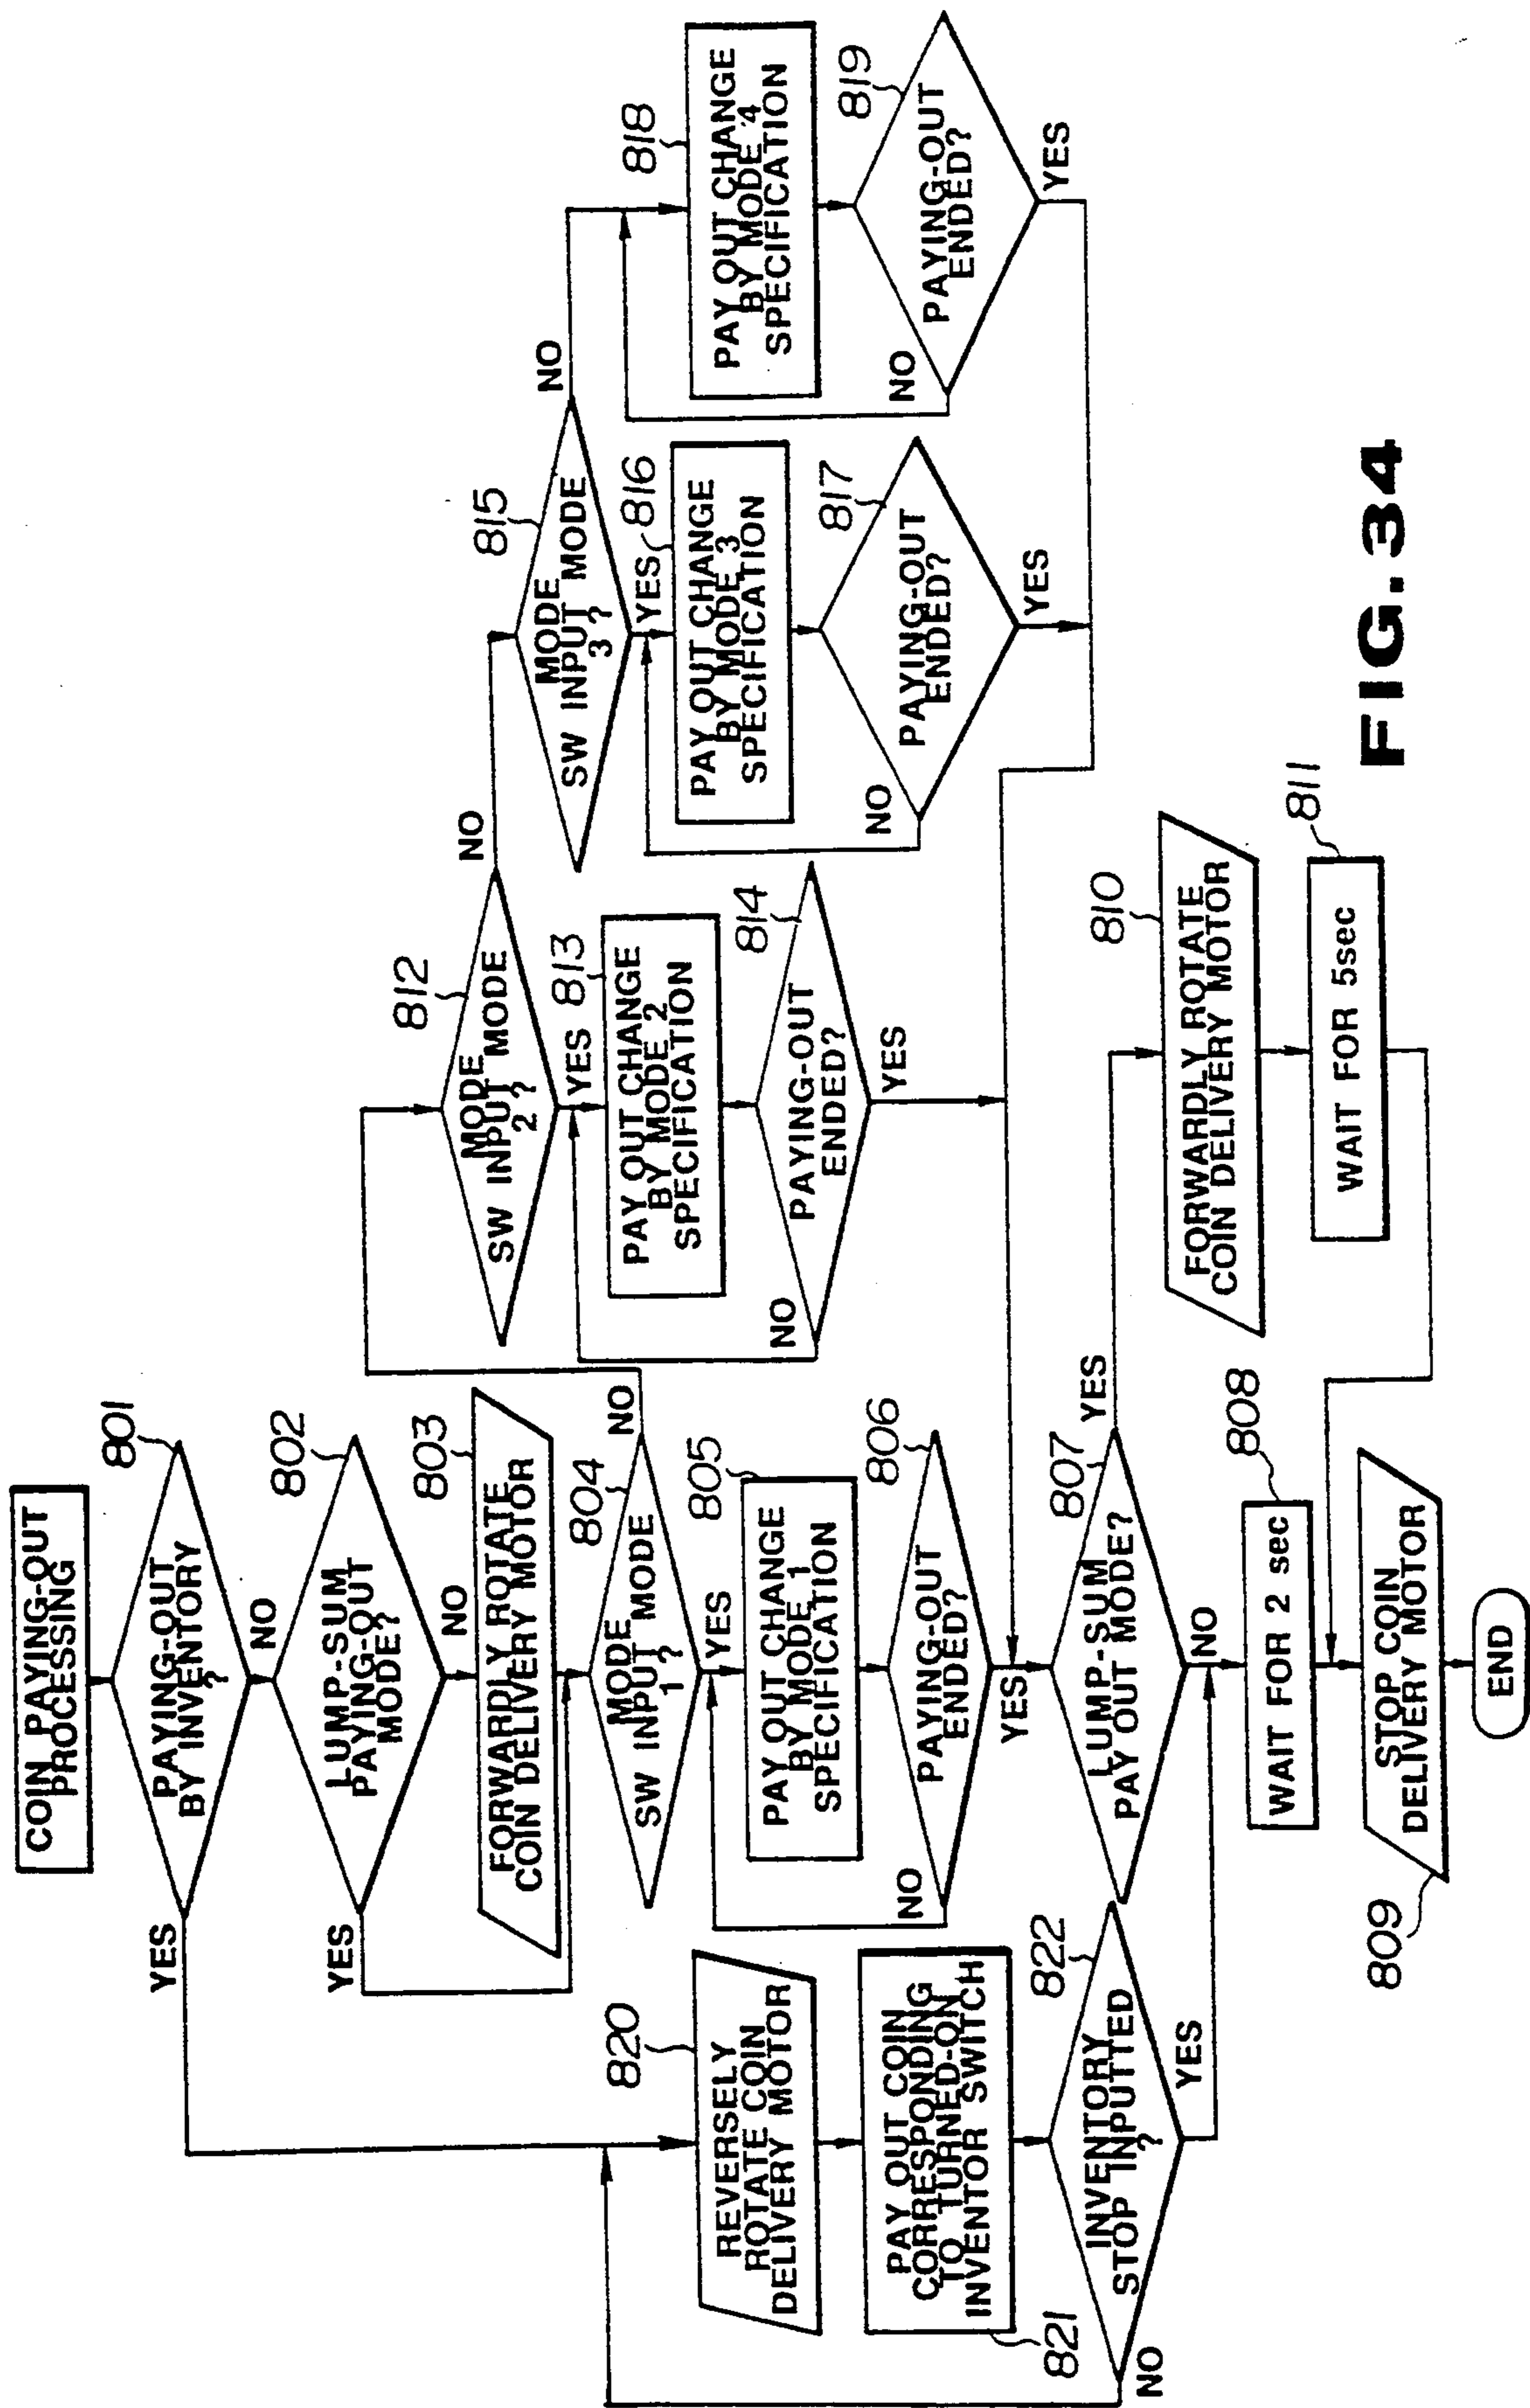 COIN PAYING-OUT
PROCESSING
801
PAYING-OUT
BY INVENTORY
?
YES
NO
802
LUMP-SUM
PAYING-OUT
MODE?
YES
NO
803
FORWARDLY ROTATE
COIN DELIVERY MOTOR
804
MODE
SW INPUT MODE
1 ?
NO
YES
805
PAY OUT CHANGE
BY MODE 1
SPECIFICATION
806
PAYING-OUT
ENDED?
NO
YES
807
LUMP-SUM
PAY OUT MODE?
YES
NO
808
WAIT FOR 2 sec
STOP COIN
DELIVERY MOTOR
809
END
810
FORWARDLY ROTATE
COIN DELIVERY MOTOR
811
WAIT FOR 5sec
812
MODE
SW INPUT MODE
2 ?
NO
YES
813
PAY OUT CHANGE
BY MODE 2
SPECIFICATION
814
PAYING-OUT
ENDED?
NO
YES
815
MODE
SW INPUT MODE
3 ?
NO
YES
816
PAY OUT CHANGE
BY MODE 3
SPECIFICATION
817
PAYING-OUT
ENDED?
NO
YES
818
PAY OUT CHANGE
BY MODE 4
SPECIFICATION
819
PAYING-OUT
ENDED?
NO
YES
820
REVERSELY
ROTATE COIN
DELIVERY MOTOR
PAY OUT COIN
CORRESPONDING
TO TURNED-ON
INVENTOR SWITCH
821
822
INVENTORY
STOP INPUTTED
?
NO
YES
FIG.34